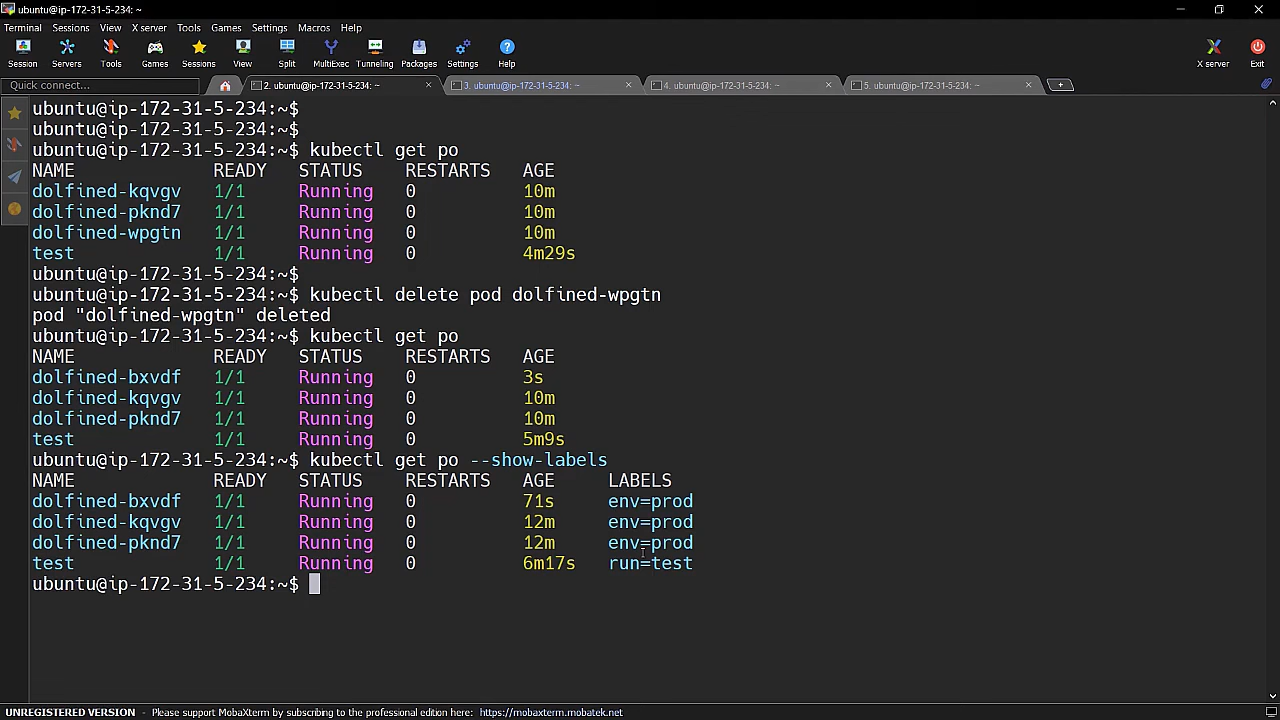 ubuntu@ip-172-31-5-234: ~
Terminal Sessions View X server Tools Games Settings Macros Help
Session Servers Tools Games Sessions View Split MultiExec Tunneling Packages Settings Help X server Exit
Quick connect... 2. ubuntu@ip-172-31-5-234: ~ 3. ubuntu@ip-172-31-5-234: ~ 4. ubuntu@ip-172-31-5-234: ~ 5. ubuntu@ip-172-31-5-234: ~
ubuntu@ip-172-31-5-234:~$
ubuntu@ip-172-31-5-234:~$
ubuntu@ip-172-31-5-234:~$ kubectl get po
NAME READY STATUS RESTARTS AGE
dolfined-kqvgv 1/1 Running 0 10m
dolfined-pknd7 1/1 Running 0 10m
dolfined-wpgtn 1/1 Running 0 10m
test 1/1 Running 0 4m29s
ubuntu@ip-172-31-5-234:~$
ubuntu@ip-172-31-5-234:~$ kubectl delete pod dolfined-wpgtn
pod "dolfined-wpgtn" deleted
ubuntu@ip-172-31-5-234:~$ kubectl get po
NAME READY STATUS RESTARTS AGE
dolfined-bxvdf 1/1 Running 0 3s
dolfined-kqvgv 1/1 Running 0 10m
dolfined-pknd7 1/1 Running 0 10m
test 1/1 Running 0 5m9s
ubuntu@ip-172-31-5-234:~$ kubectl get po --show-labels
NAME READY STATUS RESTARTS AGE LABELS
dolfined-bxvdf 1/1 Running 0 71s env=prod
dolfined-kqvgv 1/1 Running 0 12m env=prod
dolfined-pknd7 1/1 Running 0 12m env=prod
test 1/1 Running 0 6m17s run=test
ubuntu@ip-172-31-5-234:~$
UNREGISTERED VERSION - Please support MobaXterm by subscribing to the professional edition here: https://mobaxterm.mobatek.net